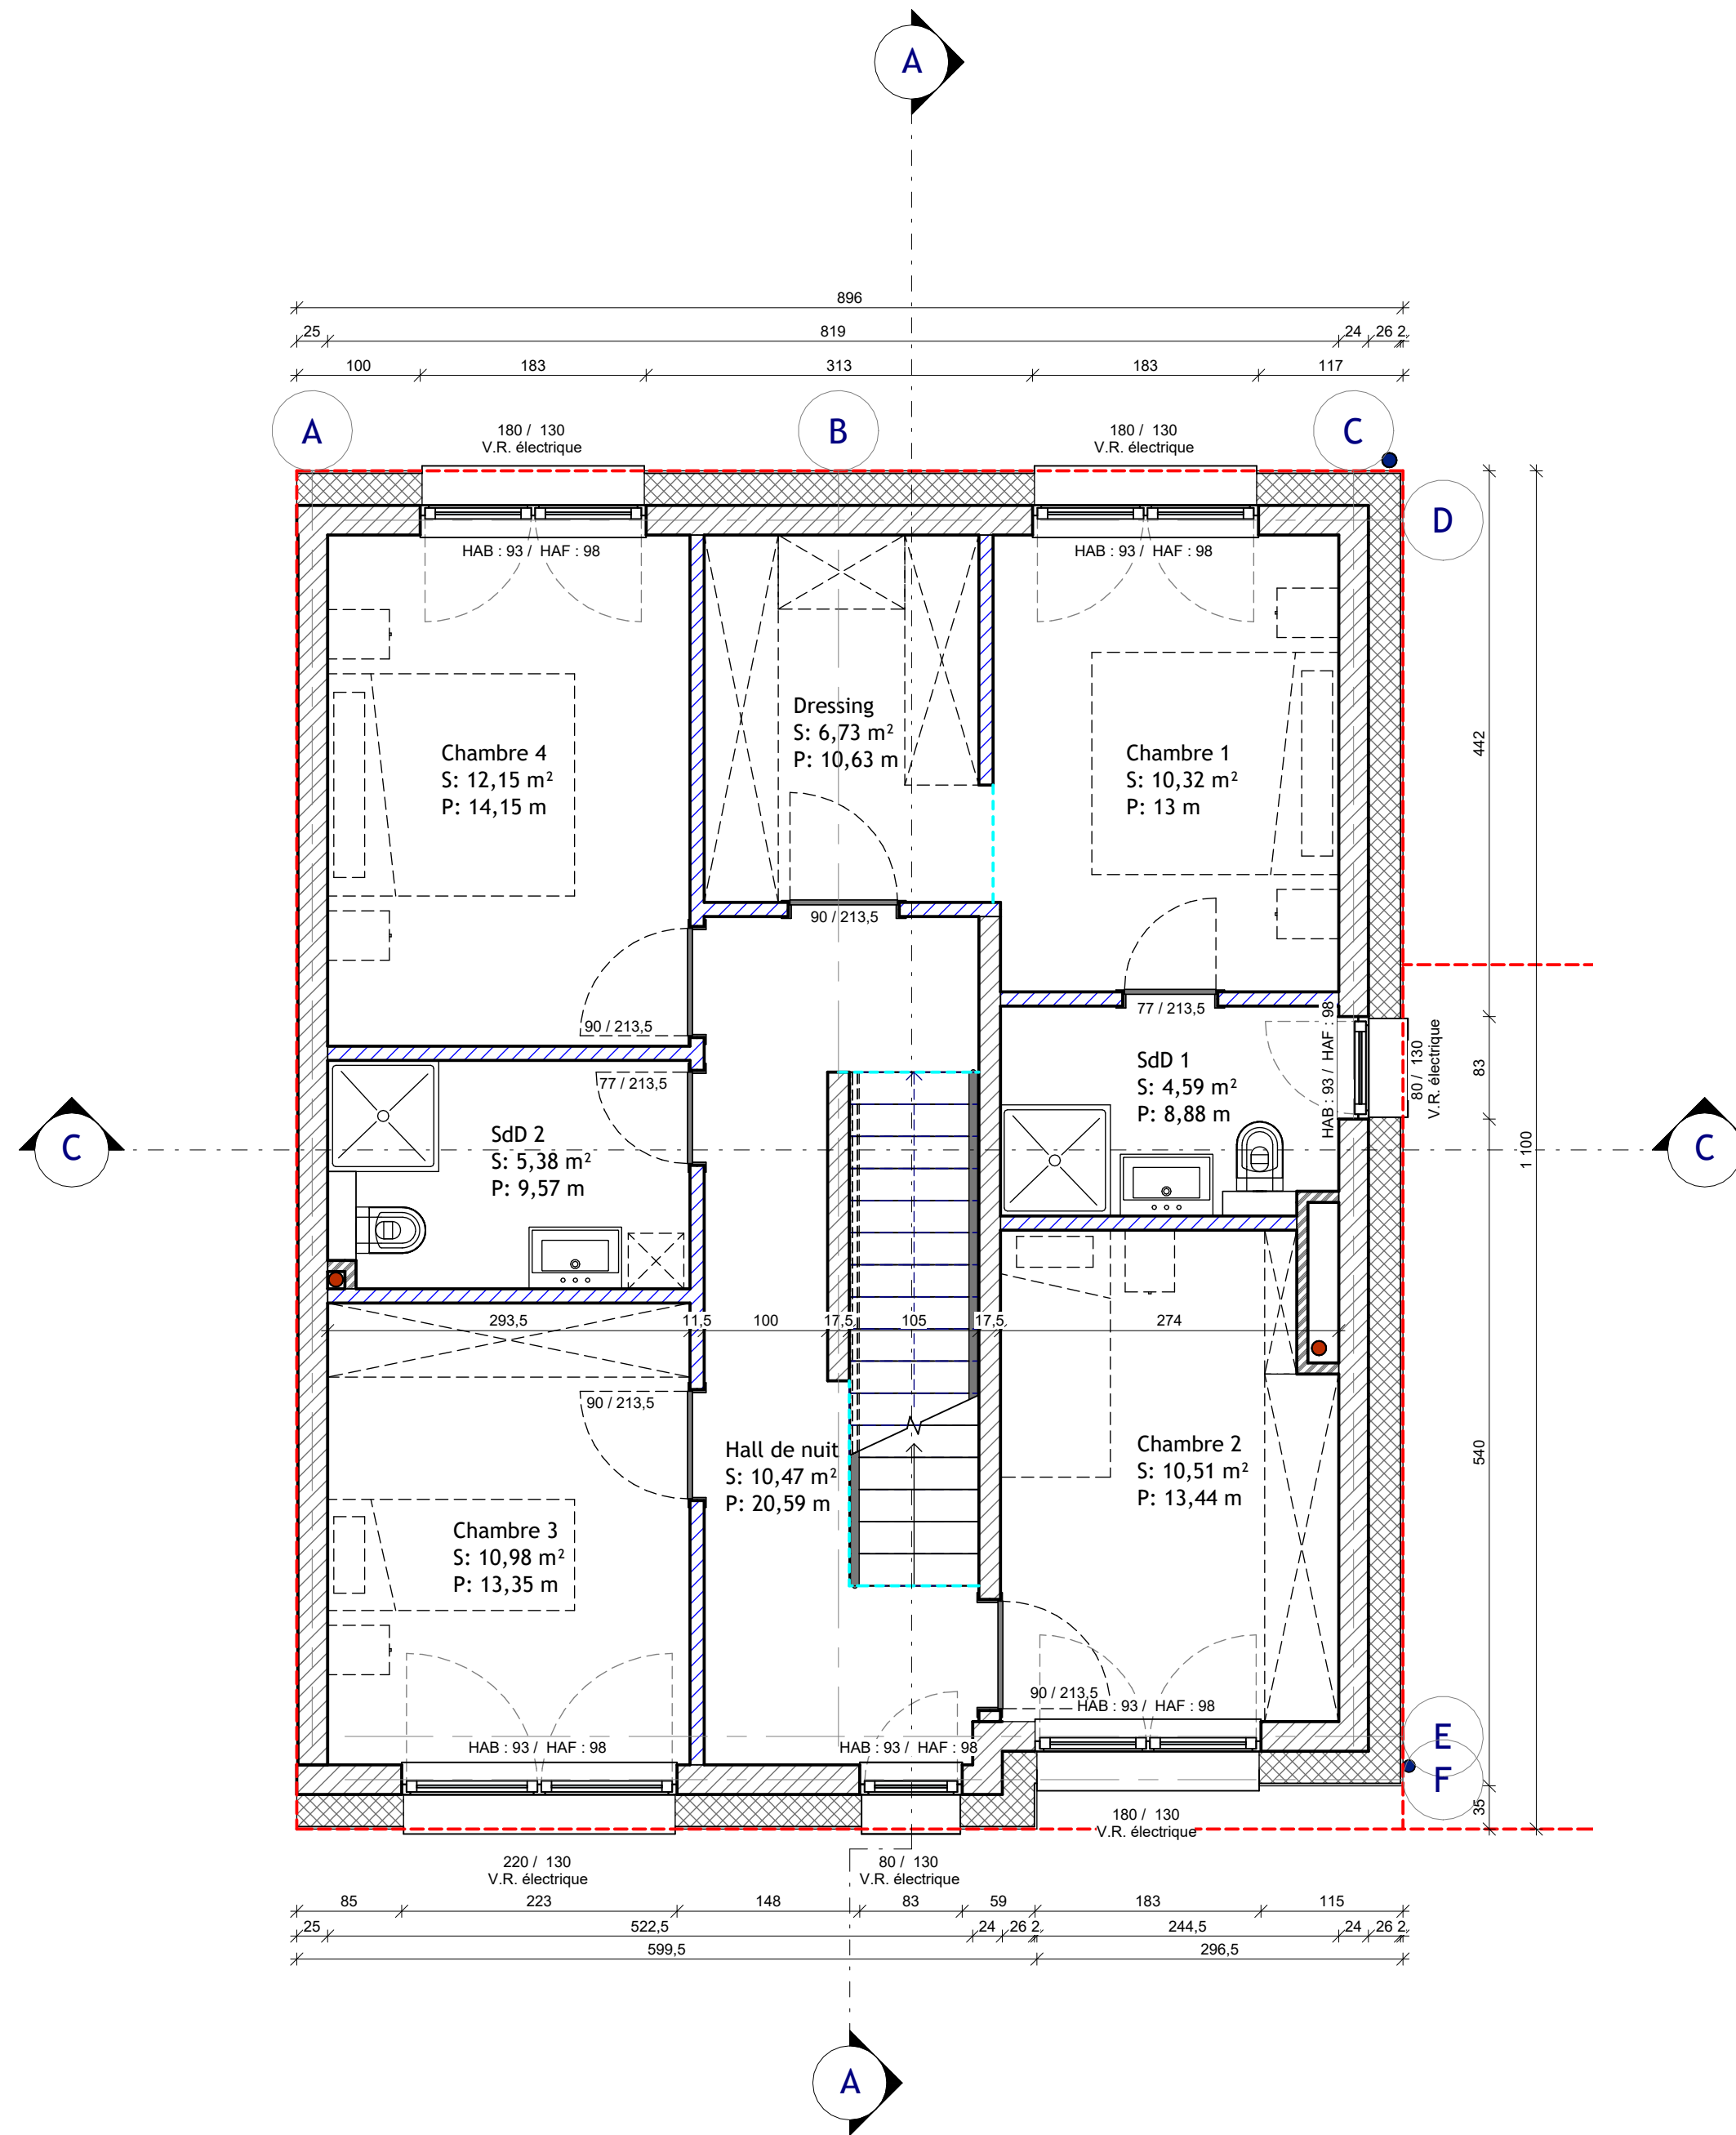 A
896
25 819 24 26 2
100 183 313 183 117
A B C
180 / 130
V.R. électrique
180 / 130
V.R. électrique
D
HAB : 93 / HAF : 98
HAB : 93 / HAF : 98
Dressing
S: 6,73 m²
P: 10,63 m
Chambre 4
S: 12,15 m²
P: 14,15 m
Chambre 1
S: 10,32 m²
P: 13 m
442
90 / 213,5
90 / 213,5
77 / 213,5
HAB : 93 / HAF : 98
80 / 130
V.R. électrique
83
77 / 213,5
SdD 1
S: 4,59 m²
P: 8,88 m
SdD 2
S: 5,38 m²
P: 9,57 m
C
C
1 100
293,5 11,5 100 17,5 105 17,5 274
90 / 213,5
Hall de nuit
S: 10,47 m²
P: 20,59 m
Chambre 2
S: 10,51 m²
P: 13,44 m
540
Chambre 3
S: 10,98 m²
P: 13,35 m
90 / 213,5
HAB : 93 / HAF : 98
HAB : 93 / HAF : 98
HAB : 93 / HAF : 98
E
F
35
180 / 130
V.R. électrique
220 / 130
V.R. électrique
80 / 130
V.R. électrique
85 223 148 83 59 183 115
25 522,5 24 26 2 244,5 24 26 2
599,5 296,5
A